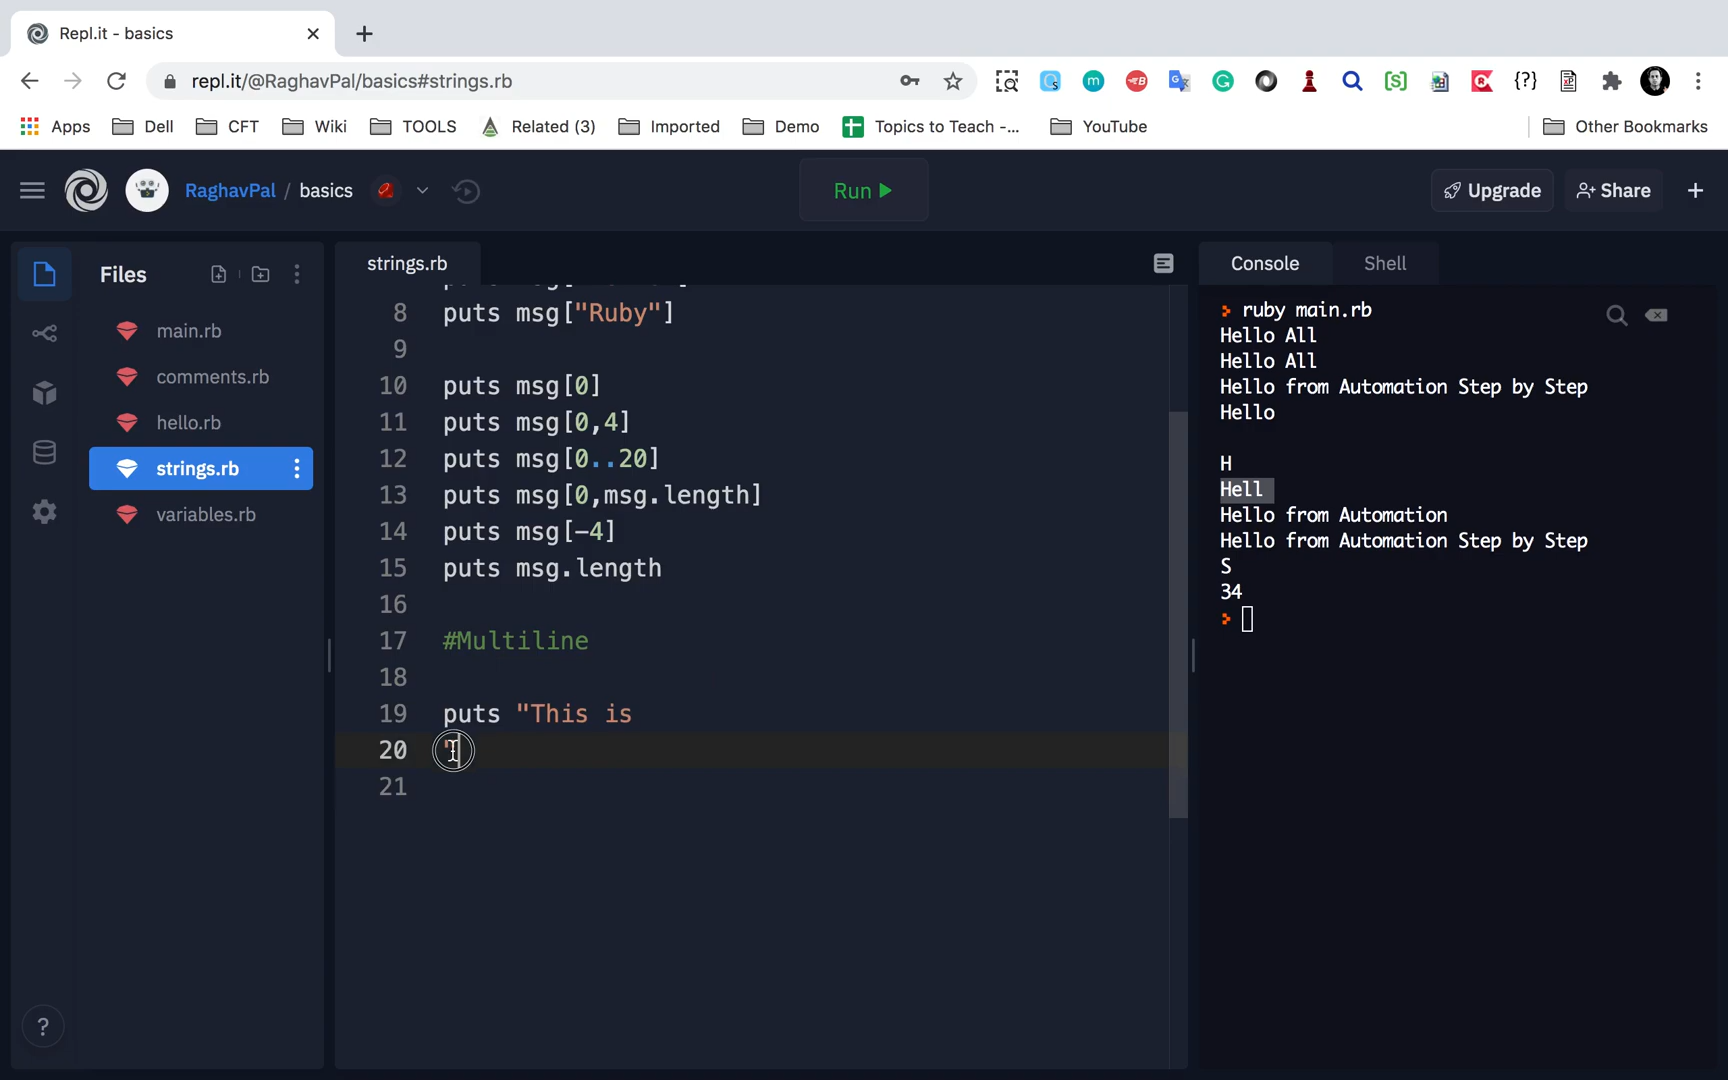 Repl.it - basics
repl.it/@RaghavPal/basics#strings.rb
Apps Dell CFT Wiki TOOLS Related (3) Imported Demo Topics to Teach -... YouTube Other Bookmarks
RaghavPal / basics Run Upgrade Share
Files strings.rb Console Shell
main.rb
comments.rb
hello.rb
strings.rb
variables.rb
8 puts msg["Ruby"]
9
10 puts msg[0]
11 puts msg[0,4]
12 puts msg[0..20]
13 puts msg[0,msg.length]
14 puts msg[-4]
15 puts msg.length
16
17 #Multiline
18
19 puts "This is
20 "
21
> ruby main.rb
Hello All
Hello All
Hello from Automation Step by Step
Hello
H
Hell
Hello from Automation
Hello from Automation Step by Step
S
34
>
?